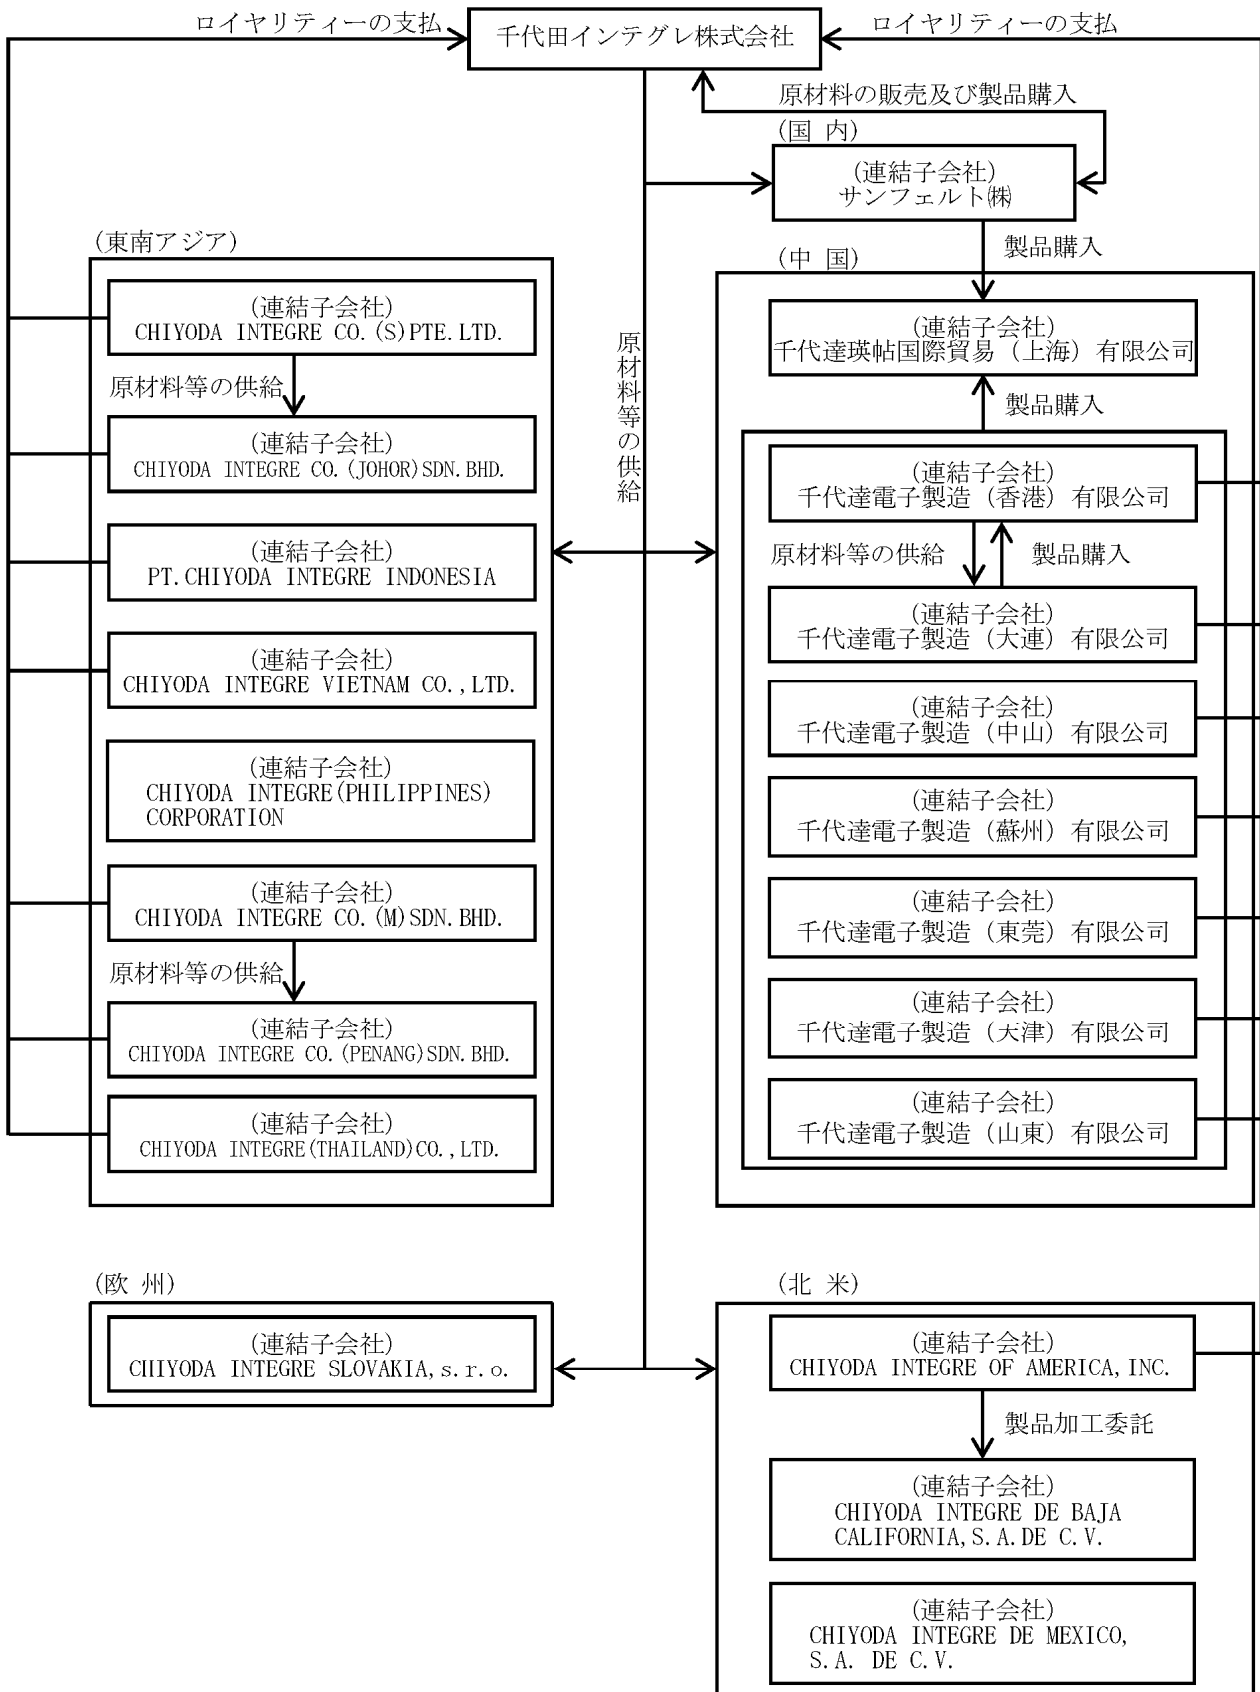 ロイヤリティーの支払
千代田インテグレ株式会社
ロイヤリティーの支払
原材料の販売及び製品購入
(国 内)
(連結子会社)
サンフェルト㈱
製品購入
(東南アジア)
(連結子会社)
CHIYODA INTEGRE CO.(S)PTE.LTD.
原材料等の供給
(連結子会社)
CHIYODA INTEGRE CO.(JOHOR)SDN.BHD.
(連結子会社)
PT.CHIYODA INTEGRE INDONESIA
(連結子会社)
CHIYODA INTEGRE VIETNAM CO.,LTD.
(連結子会社)
CHIYODA INTEGRE(PHILIPPINES)
CORPORATION
(連結子会社)
CHIYODA INTEGRE CO.(M)SDN.BHD.
原材料等の供給
(連結子会社)
CHIYODA INTEGRE CO.(PENANG)SDN.BHD.
(連結子会社)
CHIYODA INTEGRE(THAILAND)CO.,LTD.
原材料等の供給
(中 国)
(連結子会社)
千代達瑛帖国際貿易（上海）有限公司
製品購入
(連結子会社)
千代達電子製造（香港）有限公司
原材料等の供給
製品購入
(連結子会社)
千代達電子製造（大連）有限公司
(連結子会社)
千代達電子製造（中山）有限公司
(連結子会社)
千代達電子製造（蘇州）有限公司
(連結子会社)
千代達電子製造（東莞）有限公司
(連結子会社)
千代達電子製造（天津）有限公司
(連結子会社)
千代達電子製造（山東）有限公司
(欧 州)
(連結子会社)
CHIYODA INTEGRE SLOVAKIA,s.r.o.
(北 米)
(連結子会社)
CHIYODA INTEGRE OF AMERICA,INC.
製品加工委託
(連結子会社)
CHIYODA INTEGRE DE BAJA
CALIFORNIA,S.A.DE C.V.
(連結子会社)
CHIYODA INTEGRE DE MEXICO,
S.A. DE C.V.